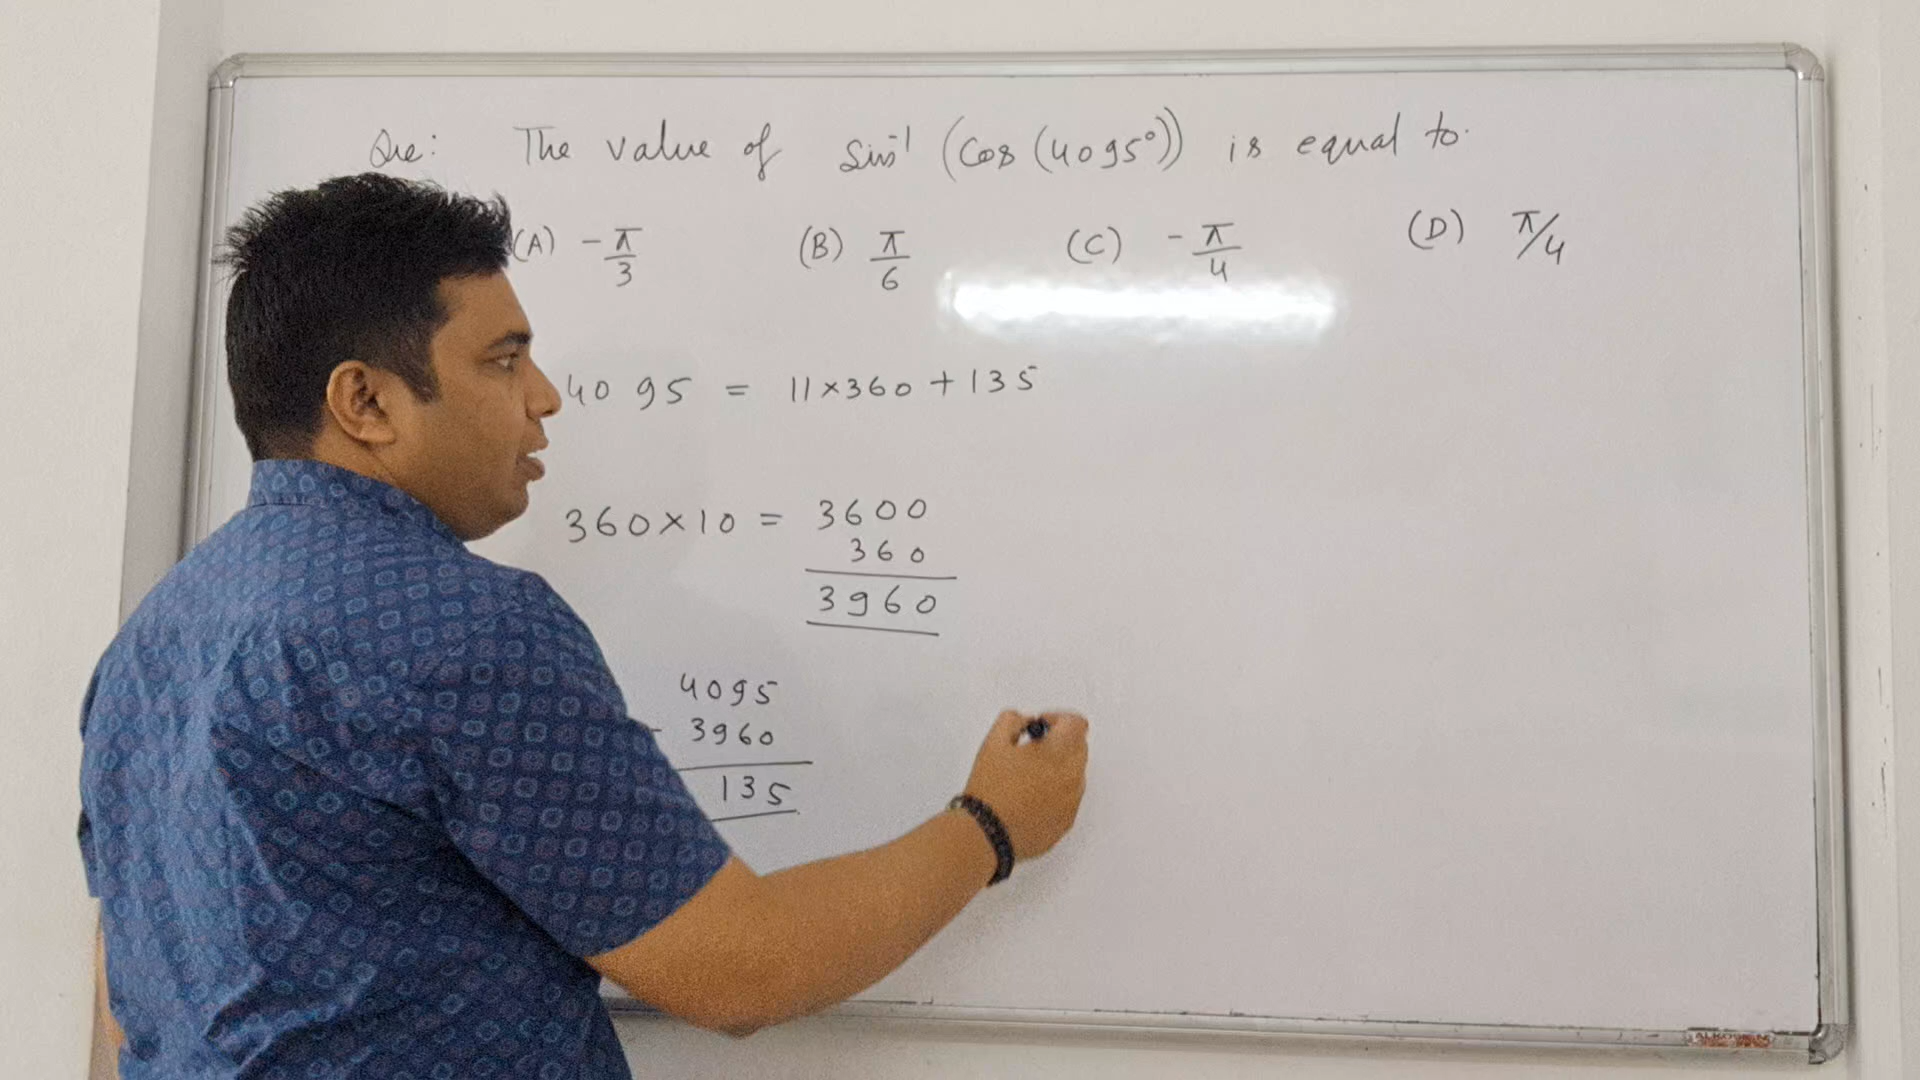 Que: The value of sin⁻¹ (cos (4095°)) is equal to.
(A) -π/3 (B) π/6 (C) -π/4 (D) π/4
4095 = 11×360 + 135
360×10 = 3600
360
3960
4095
- 3960
135